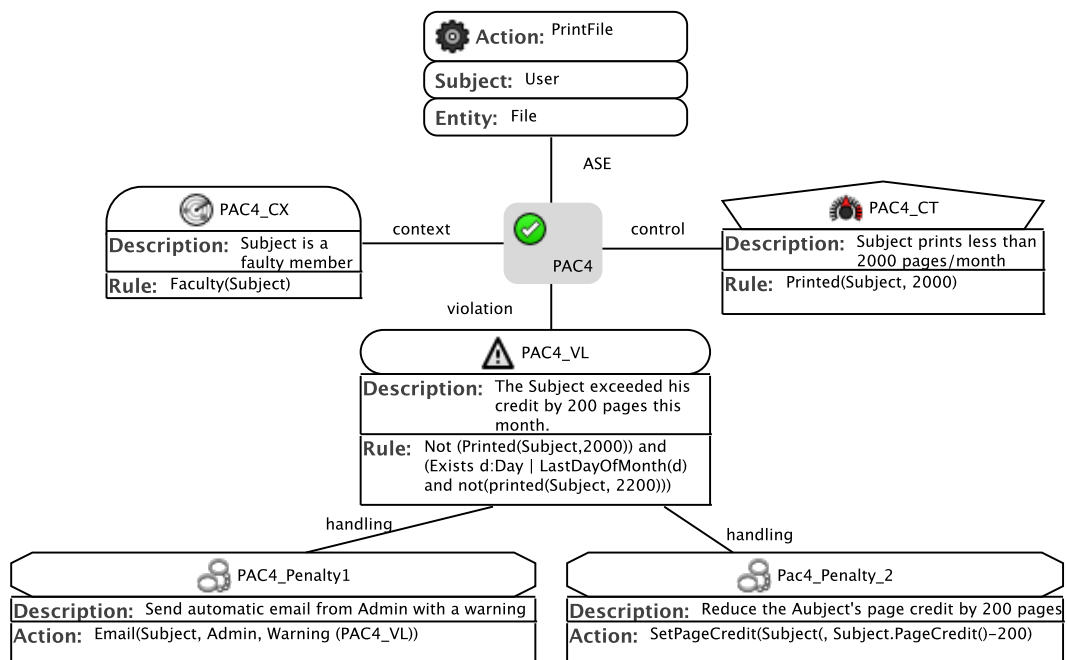 Action: PrintFile
Subject: User
Entity: File
ASE
PAC4_CX
Description: Subject is a
faulty member
Rule: Faculty(Subject)
context
PAC4
control
PAC4_CT
Description: Subject prints less than
2000 pages/month
Rule: Printed(Subject, 2000)
violation
PAC4_VL
Description: The Subject exceeded his
credit by 200 pages this
month.
Rule: Not (Printed(Subject,2000)) and
(Exists d:Day | LastDayOfMonth(d)
and not(printed(Subject, 2200)))
handling
handling
PAC4_Penalty1
Description: Send automatic email from Admin with a warning
Action: Email(Subject, Admin, Warning (PAC4_VL))
Pac4_Penalty_2
Description: Reduce the Aubject's page credit by 200 pages
Action: SetPageCredit(Subject(, Subject.PageCredit()-200)